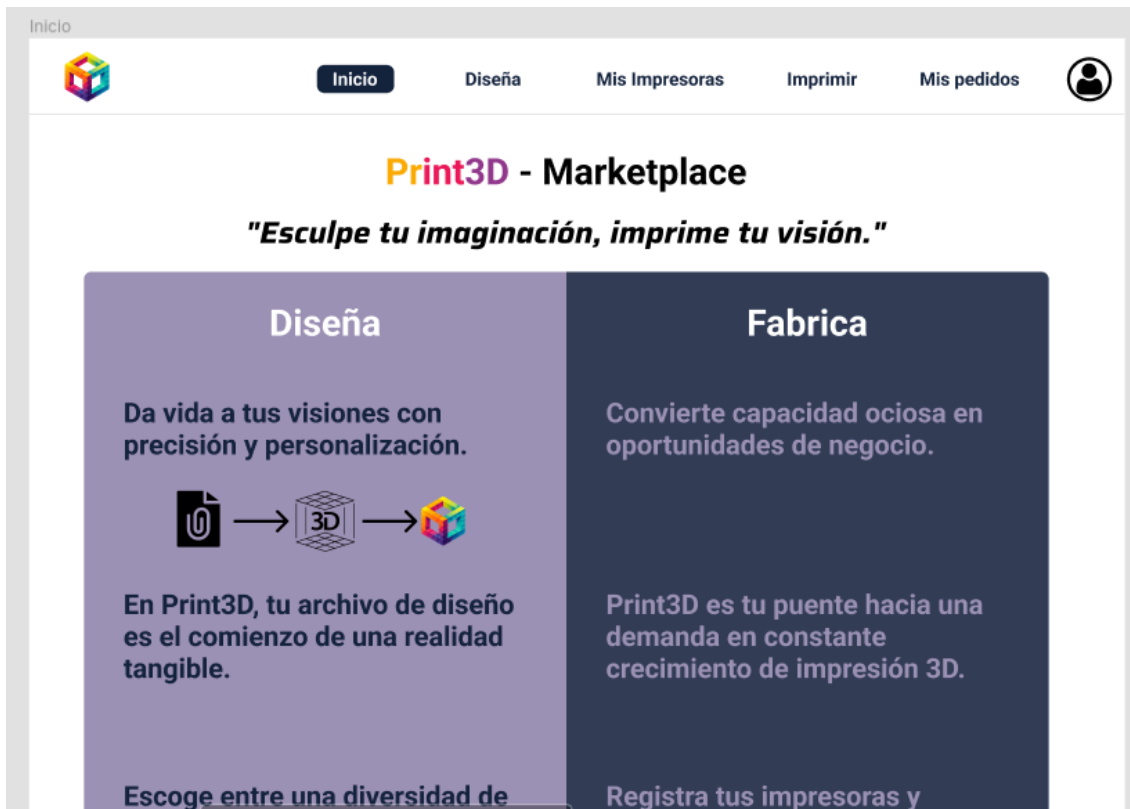 Inicio
Inicio Diseña Mis Impresoras Imprimir Mis pedidos
Print3D - Marketplace
"Esculpe tu imaginación, imprime tu visión."
Diseña
Da vida a tus visiones con
precisión y personalización.
3D
En Print3D, tu archivo de diseño
es el comienzo de una realidad
tangible.
Escoge entre una diversidad de
Fabrica
Convierte capacidad ociosa en
oportunidades de negocio.
Print3D es tu puente hacia una
demanda en constante
crecimiento de impresión 3D.
Registra tus impresoras y